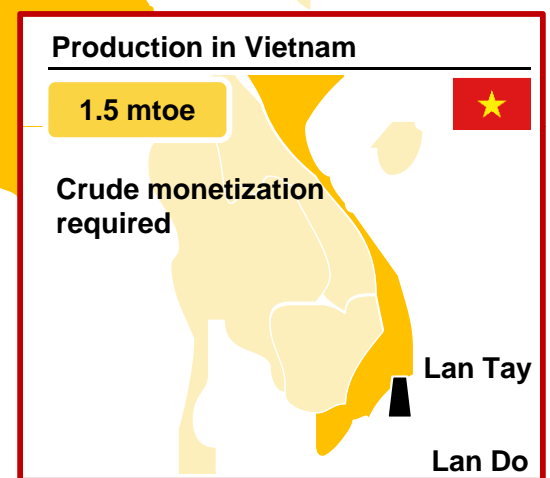 Production in Vietnam
1.5 mtoe
Crude monetization
required
Lan Tay
Lan Do